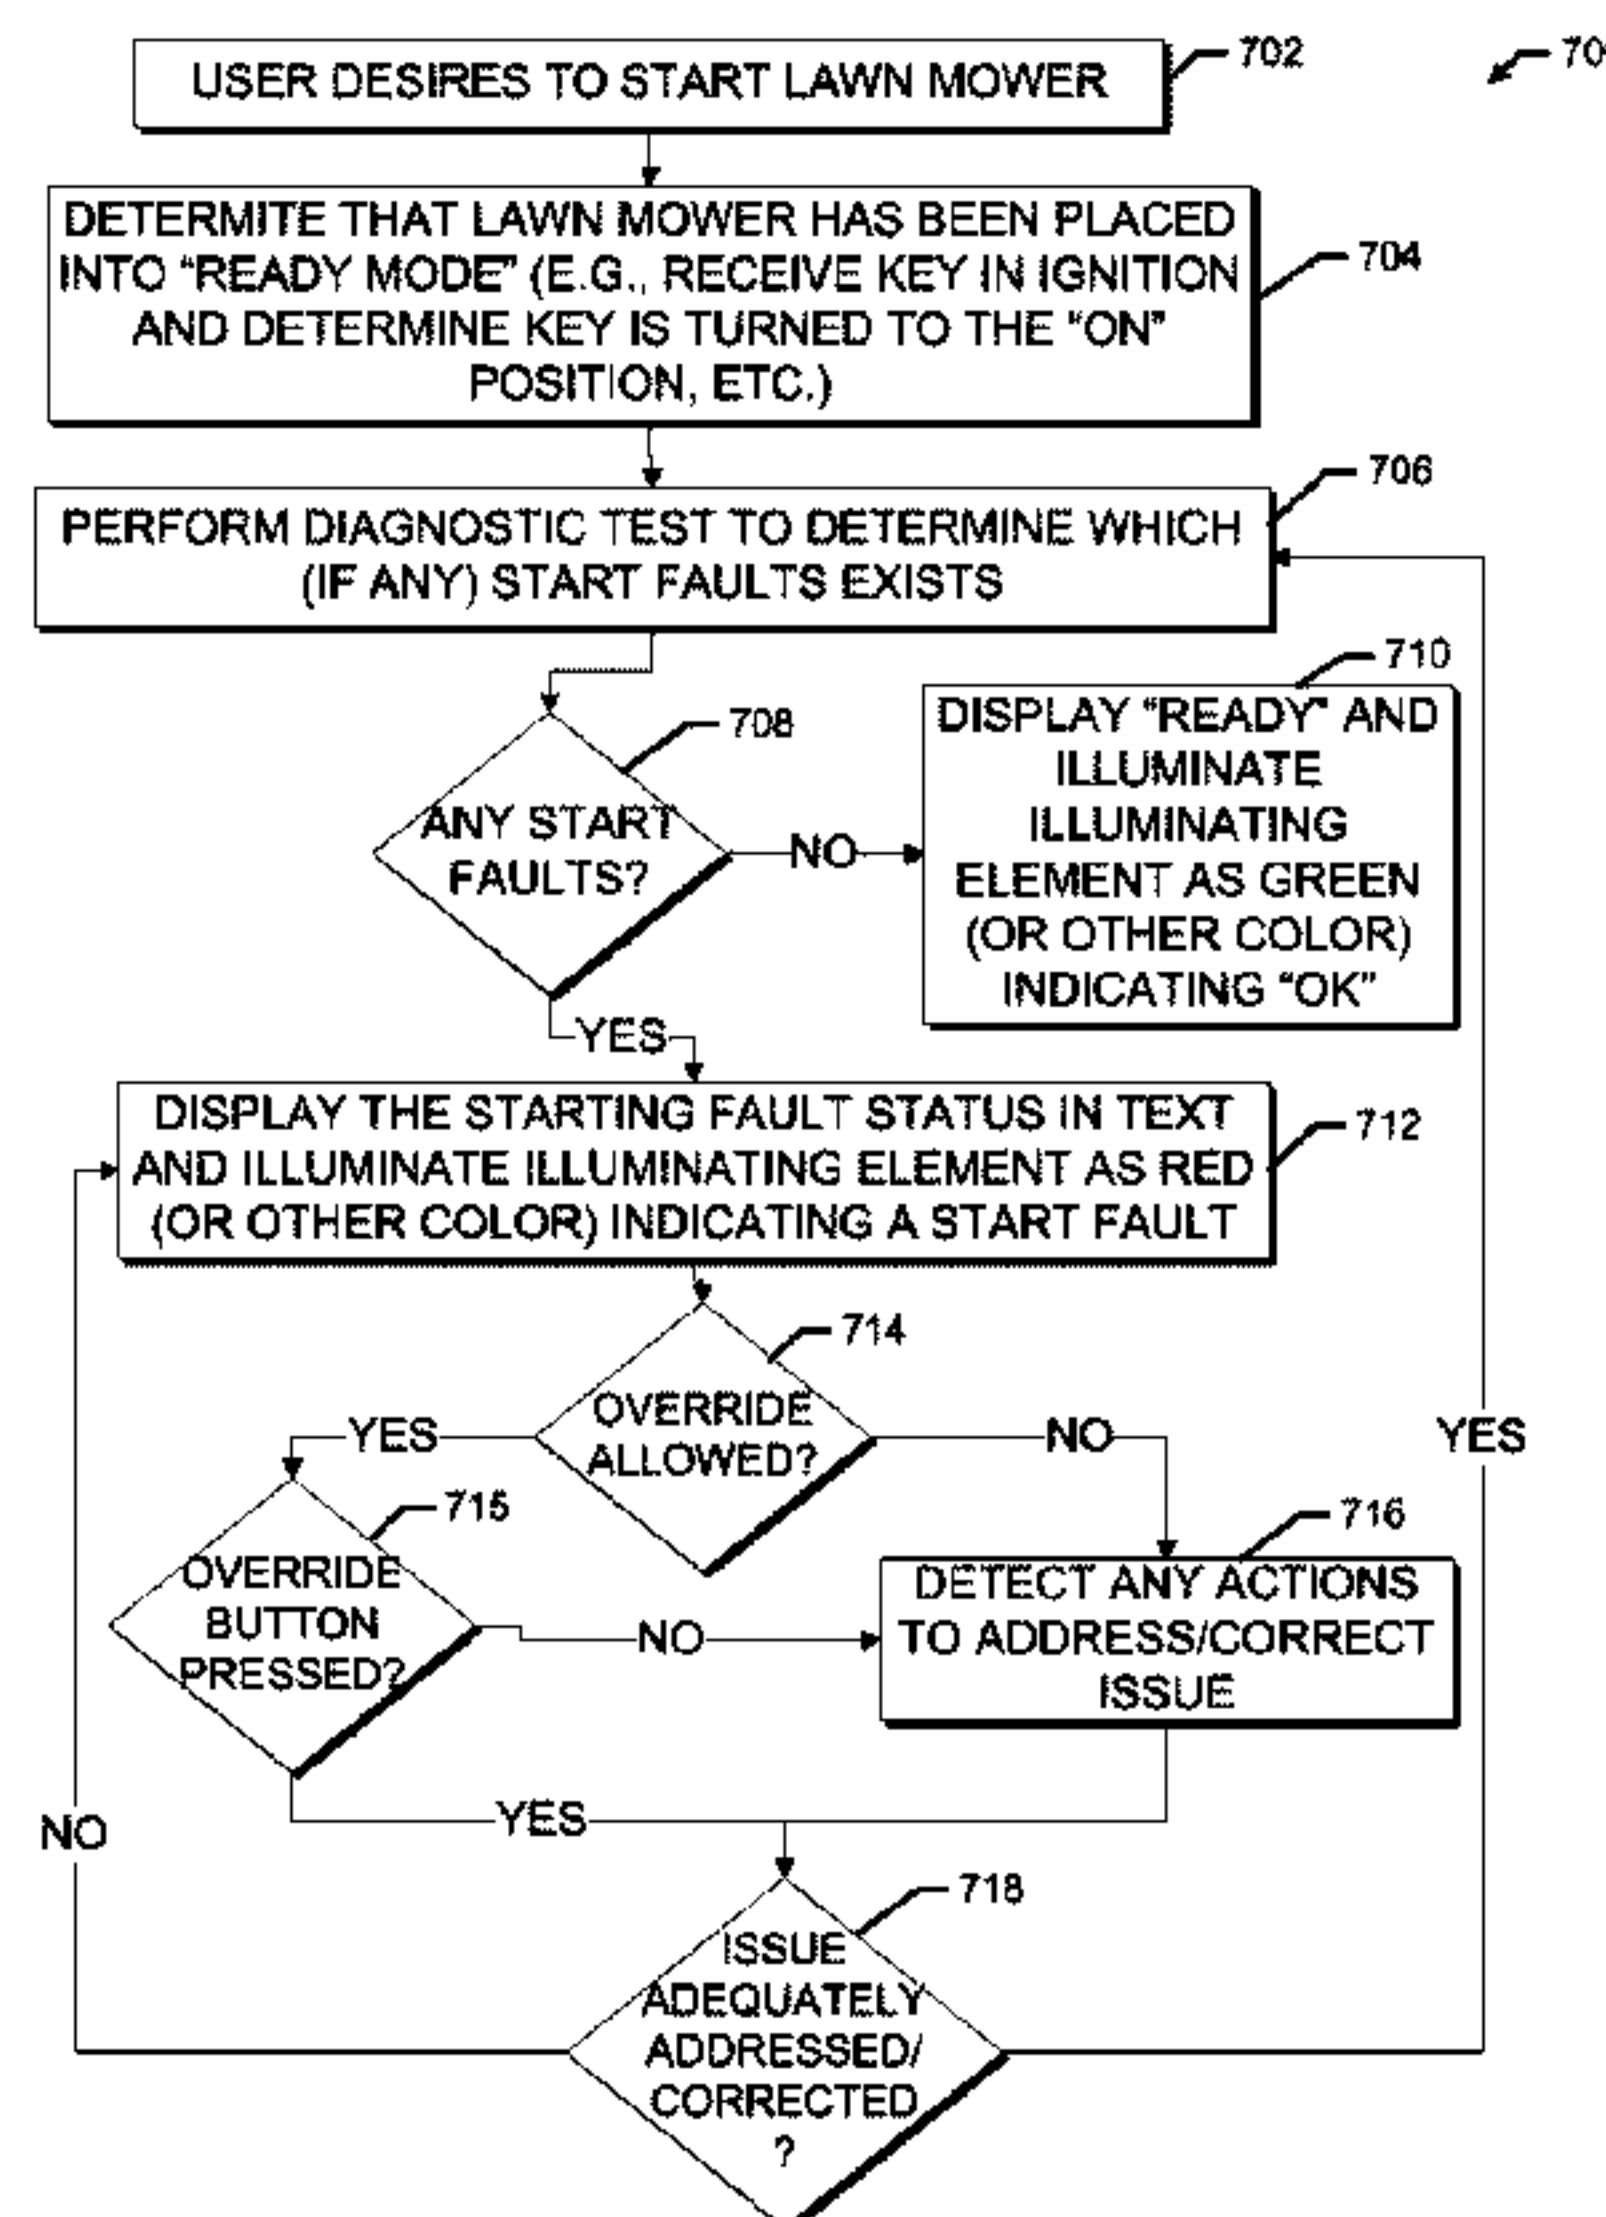 USER DESIRES TO START LAWN MOWER
702
DETERMITE THAT LAWN MOWER HAS BEEN PLACED
INTO "READY MODE" (E.G., RECEIVE KEY IN IGNITION
AND DETERMINE KEY IS TURNED TO THE "ON"
POSITION, ETC.)
704
706
PERFORM DIAGNOSTIC TEST TO DETERMINE WHICH
(IF ANY) START FAULTS EXISTS
708
ANY START
FAULTS?
NO
710
DISPLAY "READY" AND
ILLUMINATE
ILLUMINATING
ELEMENT AS GREEN
(OR OTHER COLOR)
INDICATING "OK"
YES
DISPLAY THE STARTING FAULT STATUS IN TEXT
AND ILLUMINATE ILLUMINATING ELEMENT AS RED
(OR OTHER COLOR) INDICATING A START FAULT
712
714
OVERRIDE
ALLOWED?
YES
NO
YES
715
OVERRIDE
BUTTON
PRESSED?
NO
716
DETECT ANY ACTIONS
TO ADDRESS/CORRECT
ISSUE
YES
NO
718
ISSUE
ADEQUATELY
ADDRESSED/
CORRECTED
?